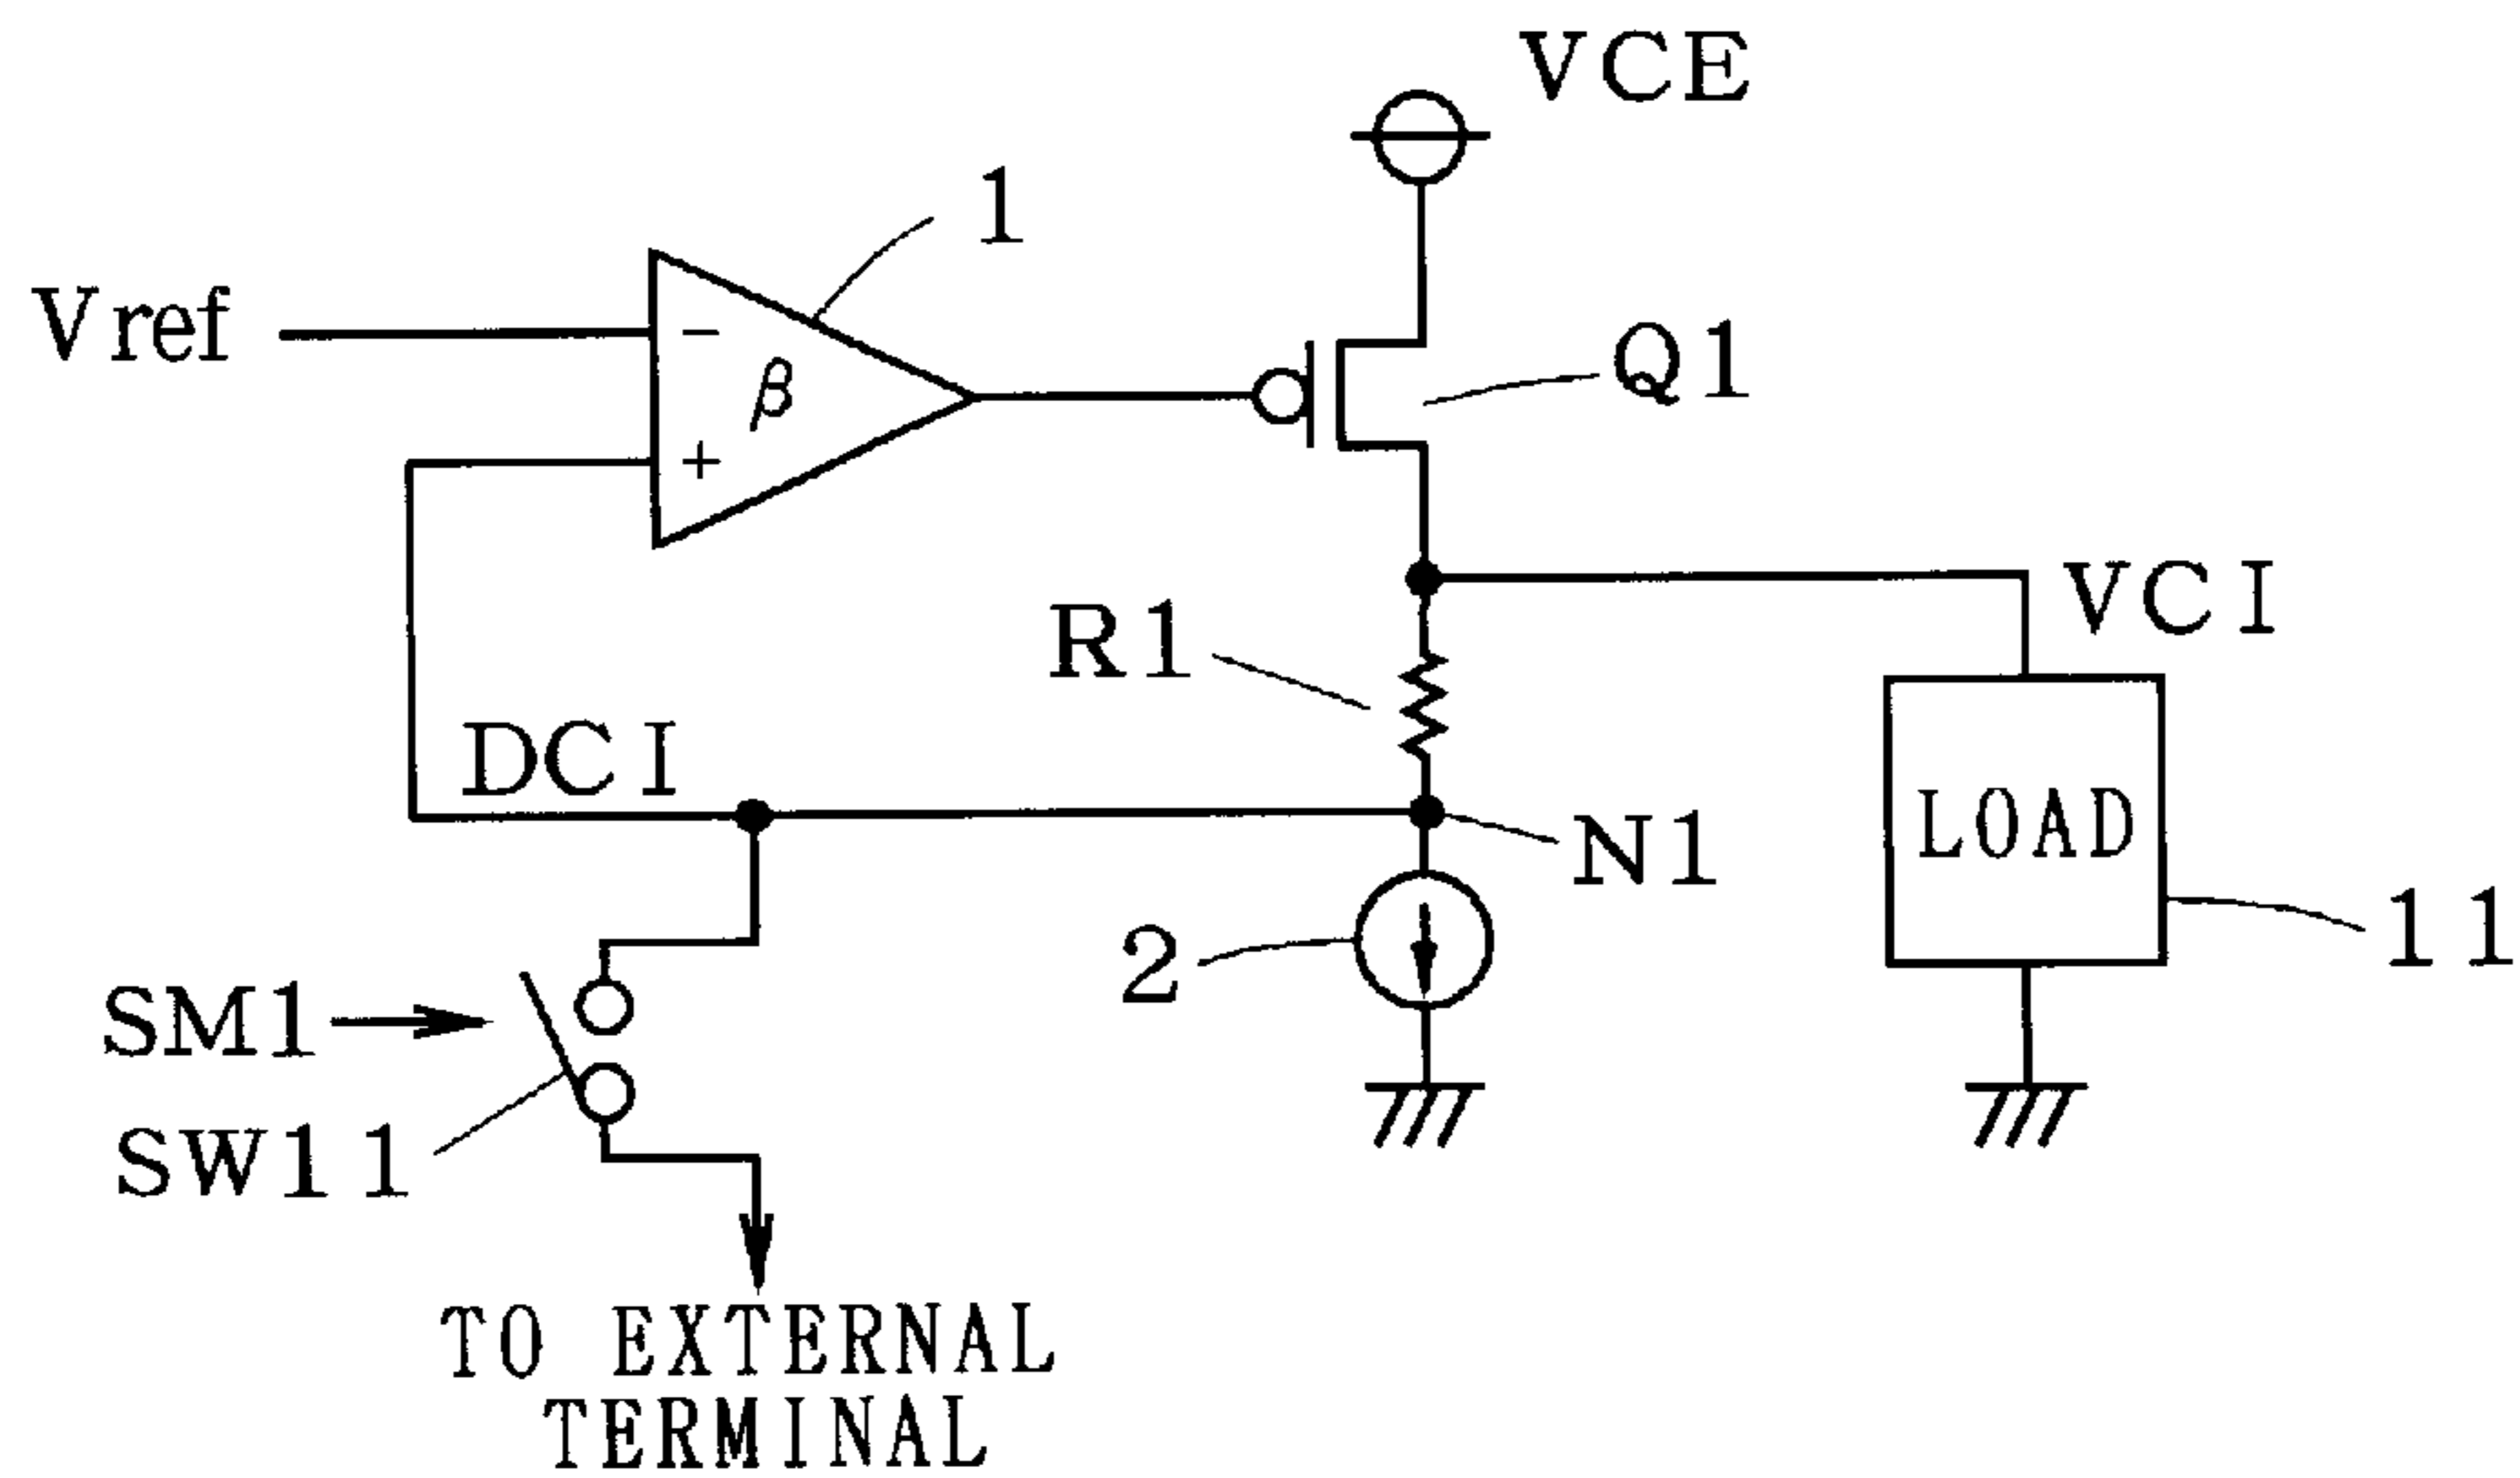 VCE
1
Vref
-
β
+
Q1
VCI
R1
DCI
LOAD
N1
11
2
SM1
SW11
TO EXTERNAL
TERMINAL